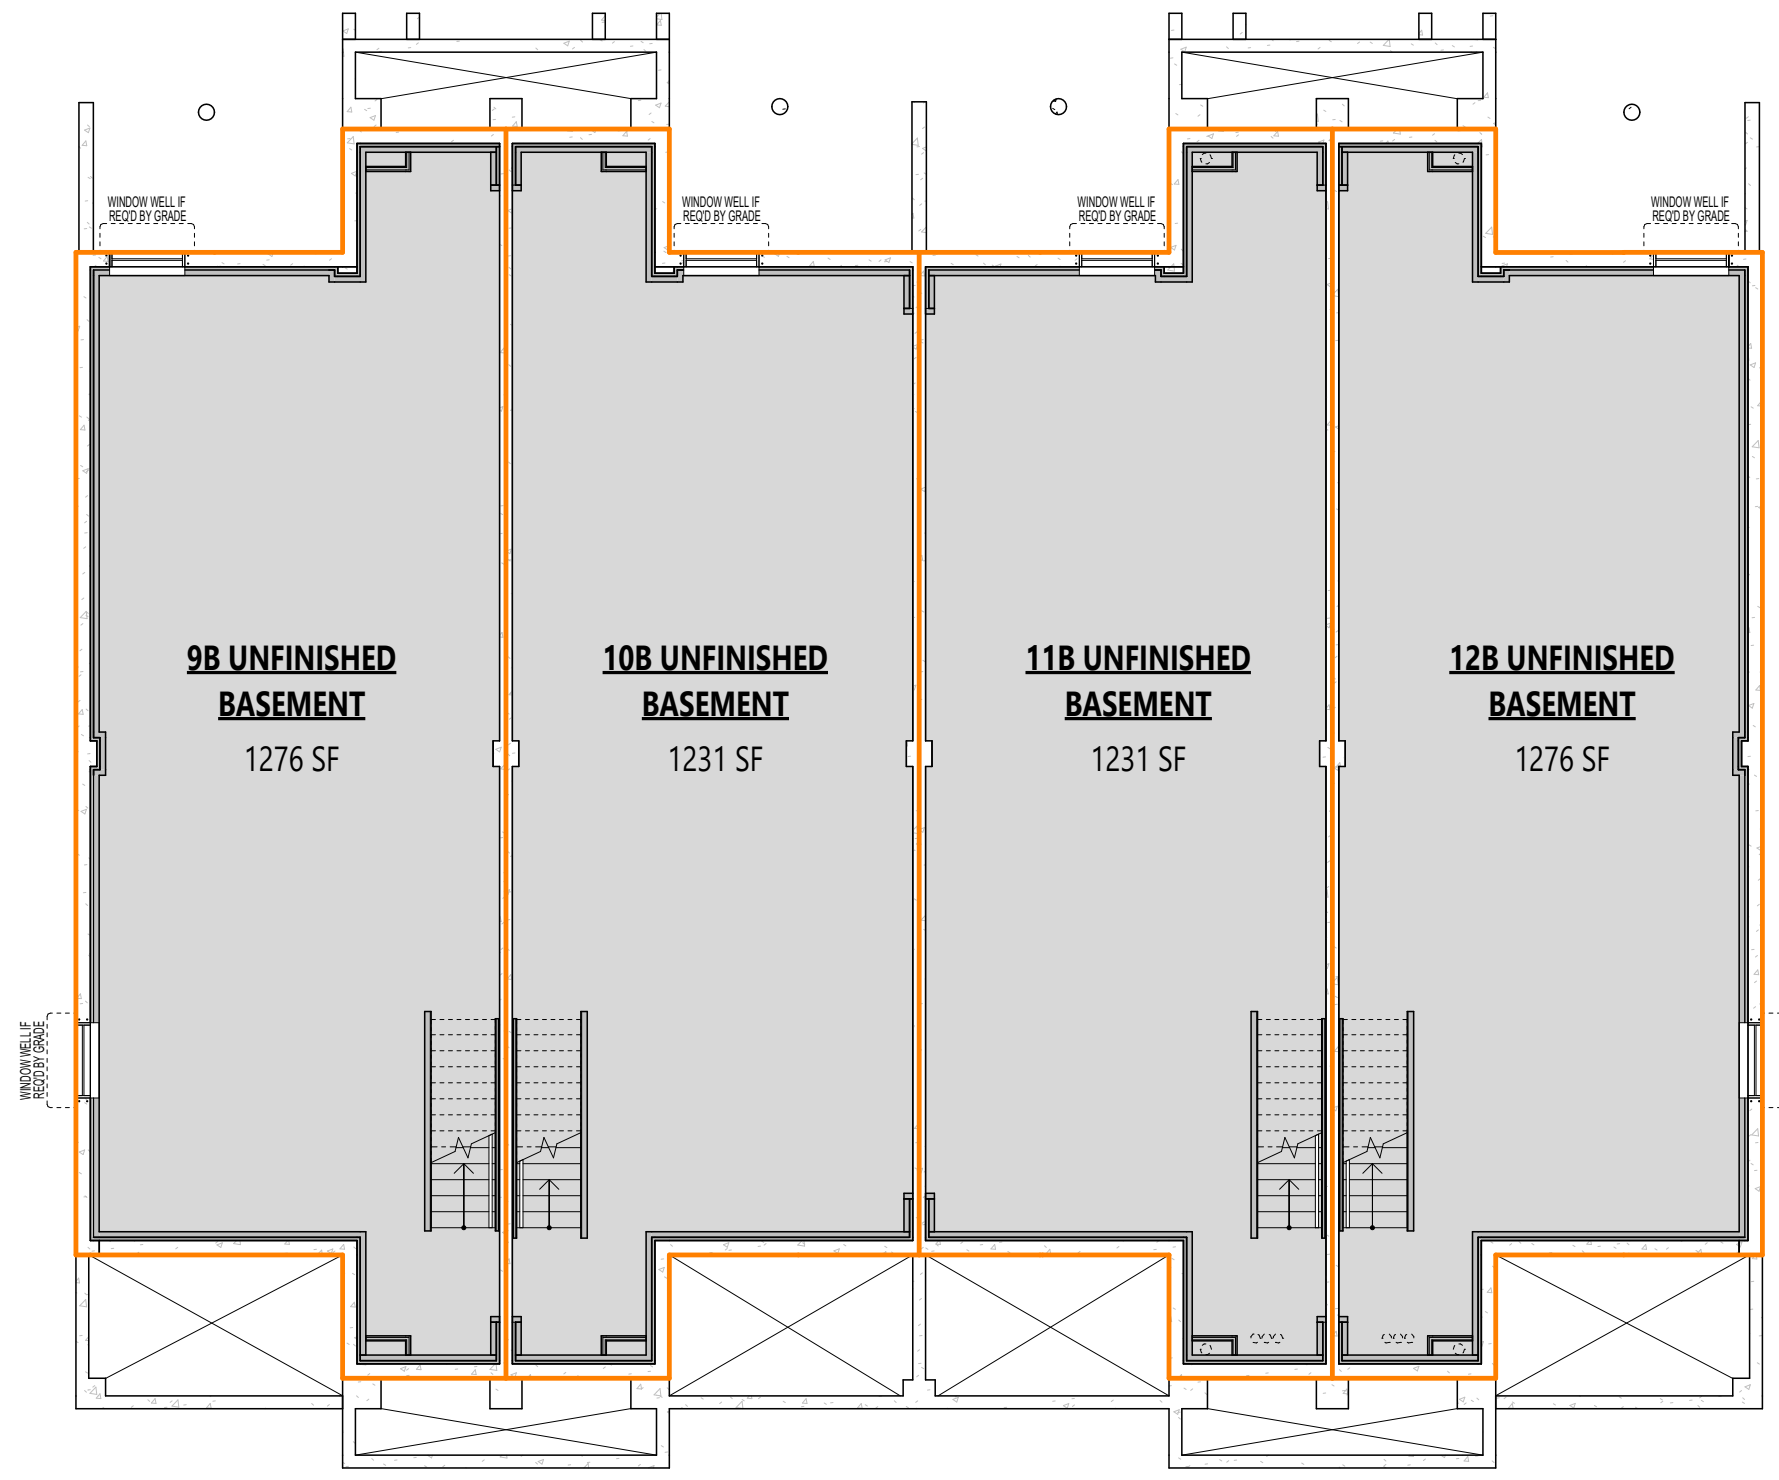 WINDOW WELL IF
REQ'D BY GRADE
WINDOW WELL IF
REQ'D BY GRADE
WINDOW WELL IF
REQ'D BY GRADE
WINDOW WELL IF
REQ'D BY GRADE
9B UNFINISHED
BASEMENT
1276 SF
10B UNFINISHED
BASEMENT
1231 SF
11B UNFINISHED
BASEMENT
1231 SF
12B UNFINISHED
BASEMENT
1276 SF
WINDOW WELL IF
REQ'D BY GRADE